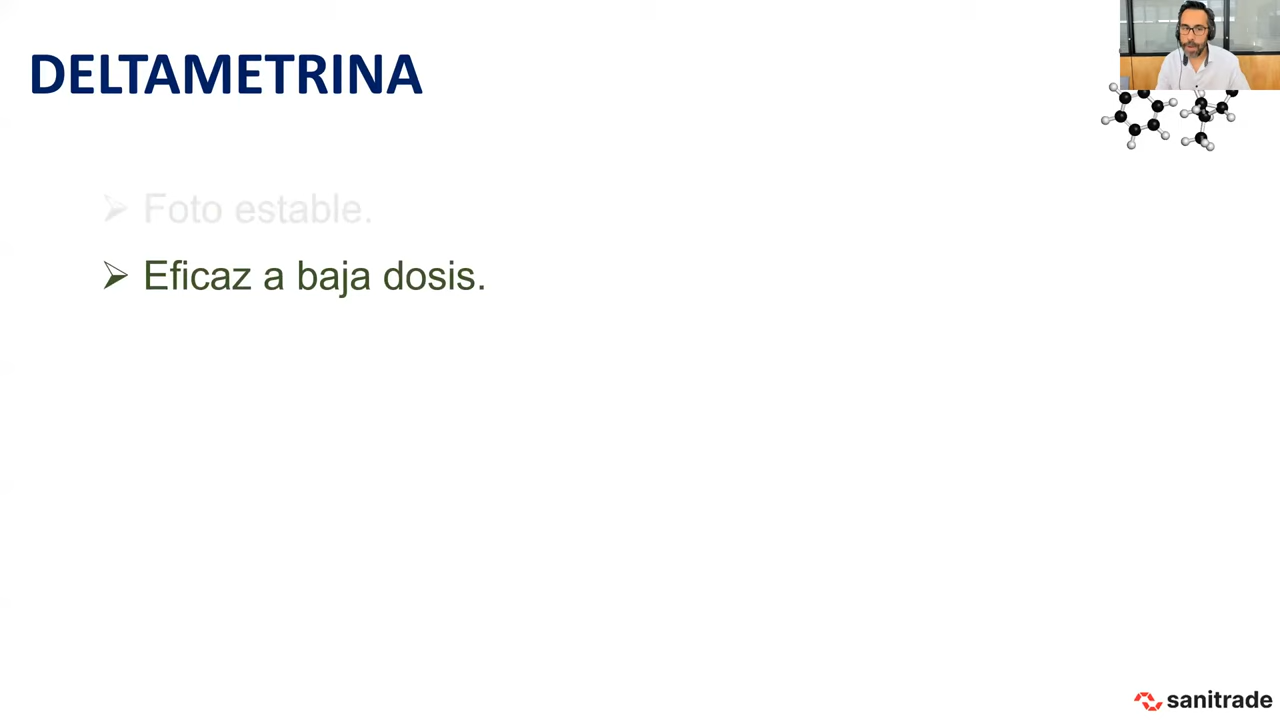 DELTAMETRINA
➢ Foto estable.
➢ Eficaz a baja dosis.
sanitrade